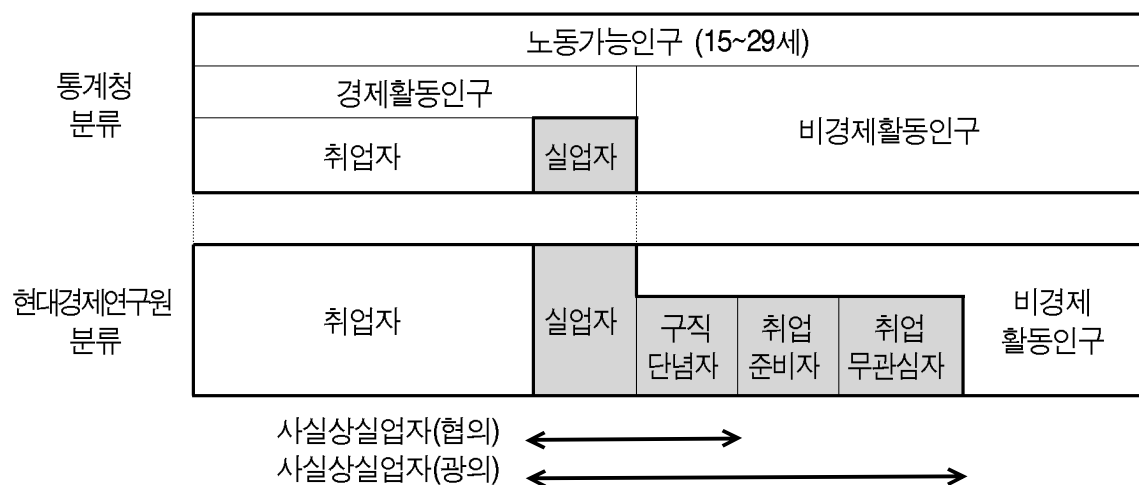 노동가능인구 (15~29세)
통계청
분류
경제활동인구
비경제활동인구
취업자
실업자
현대경제연구원
분류
취업자
실업자
구직
단념자
취업
준비자
취업
무관심자
비경제
활동인구
사실상실업자(협의)
사실상실업자(광의)